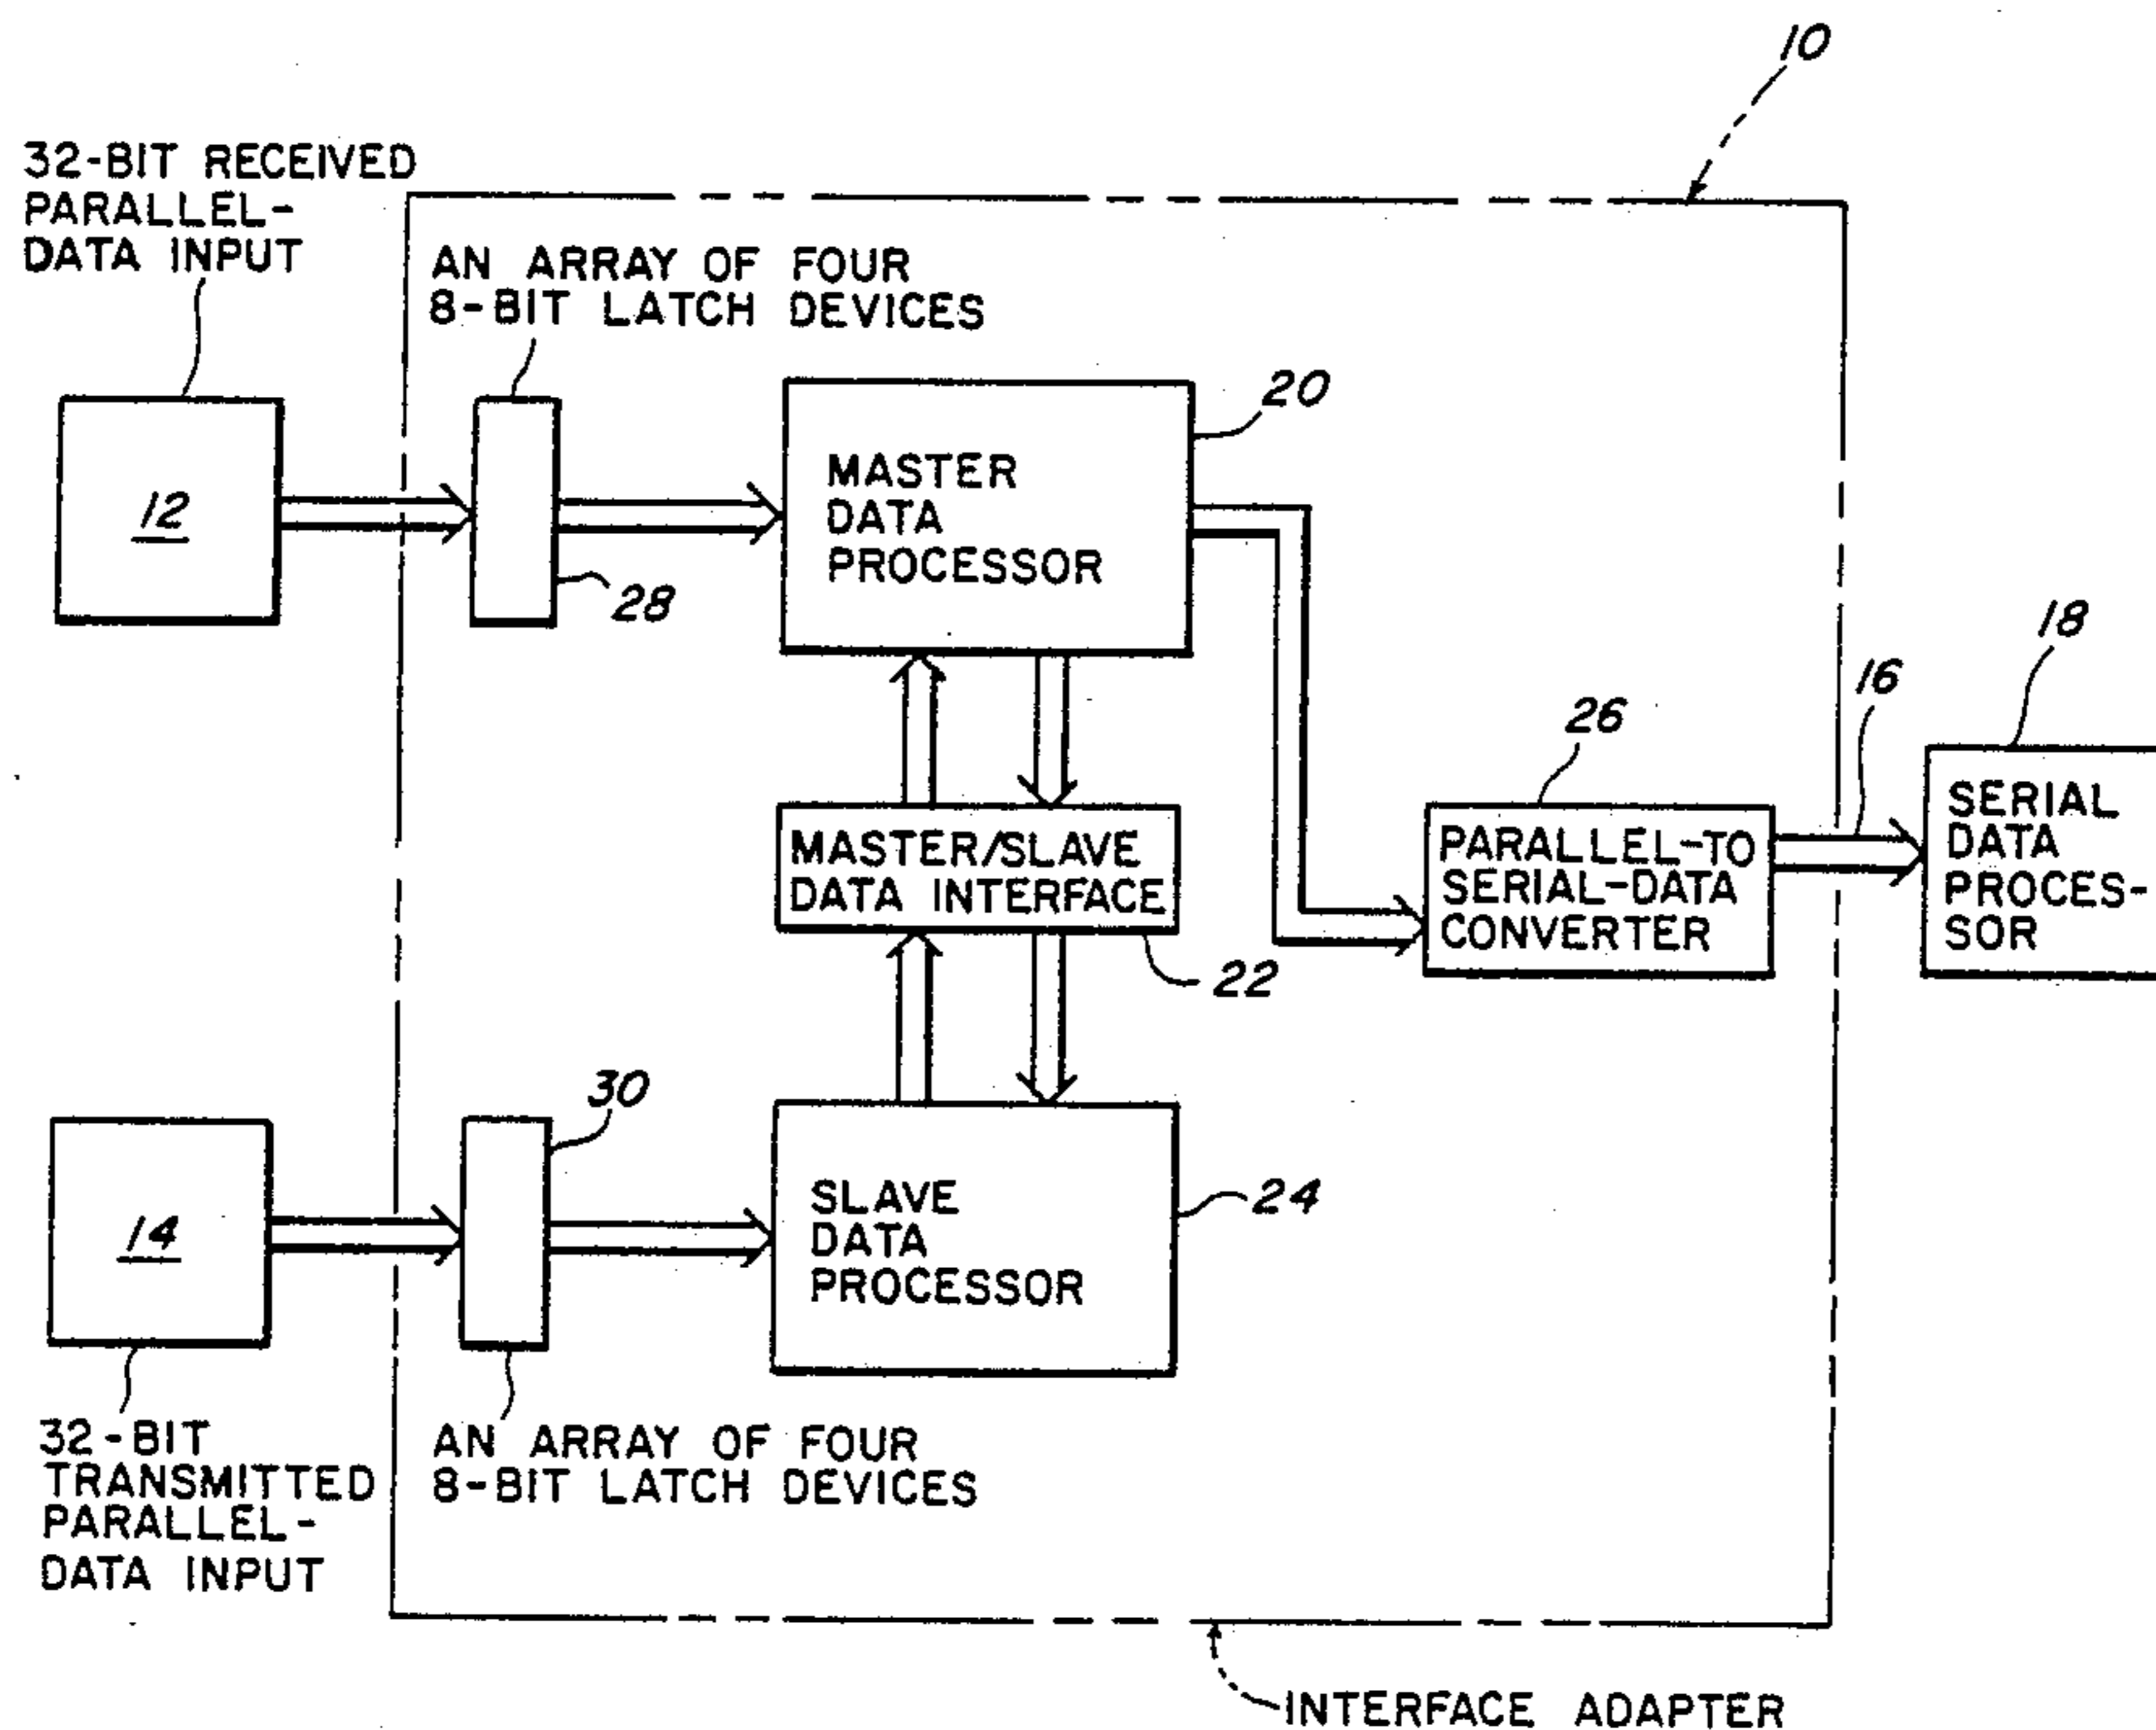 10
32-BIT RECEIVED
PARALLEL-
DATA INPUT
AN ARRAY OF FOUR
8-BIT LATCH DEVICES
20
12
MASTER
DATA
PROCESSOR
28
18
16
26
SERIAL
DATA
PROCES-
SOR
MASTER/SLAVE
DATA INTERFACE
PARALLEL-TO
SERIAL-DATA
CONVERTER
22
30
14
SLAVE
DATA
PROCESSOR
24
32-BIT
TRANSMITTED
PARALLEL-
DATA INPUT
AN ARRAY OF FOUR
8-BIT LATCH DEVICES
INTERFACE ADAPTER